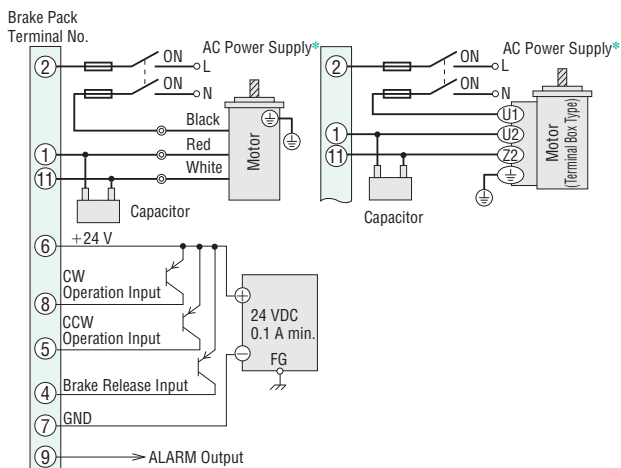 Brake Pack
Terminal No.
AC Power Supply*
2
ON
L
ON
N
Black
Red
White
1
11
Motor
Capacitor
AC Power Supply*
2
ON
L
ON
N
U1
U2
Z2
1
11
Motor
(Terminal Box Type)
Capacitor
6
+24 V
CW
Operation Input
8
CCW
Operation Input
5
Brake Release Input
4
GND
7
24 VDC
0.1 A min.
FG
9
ALARM Output